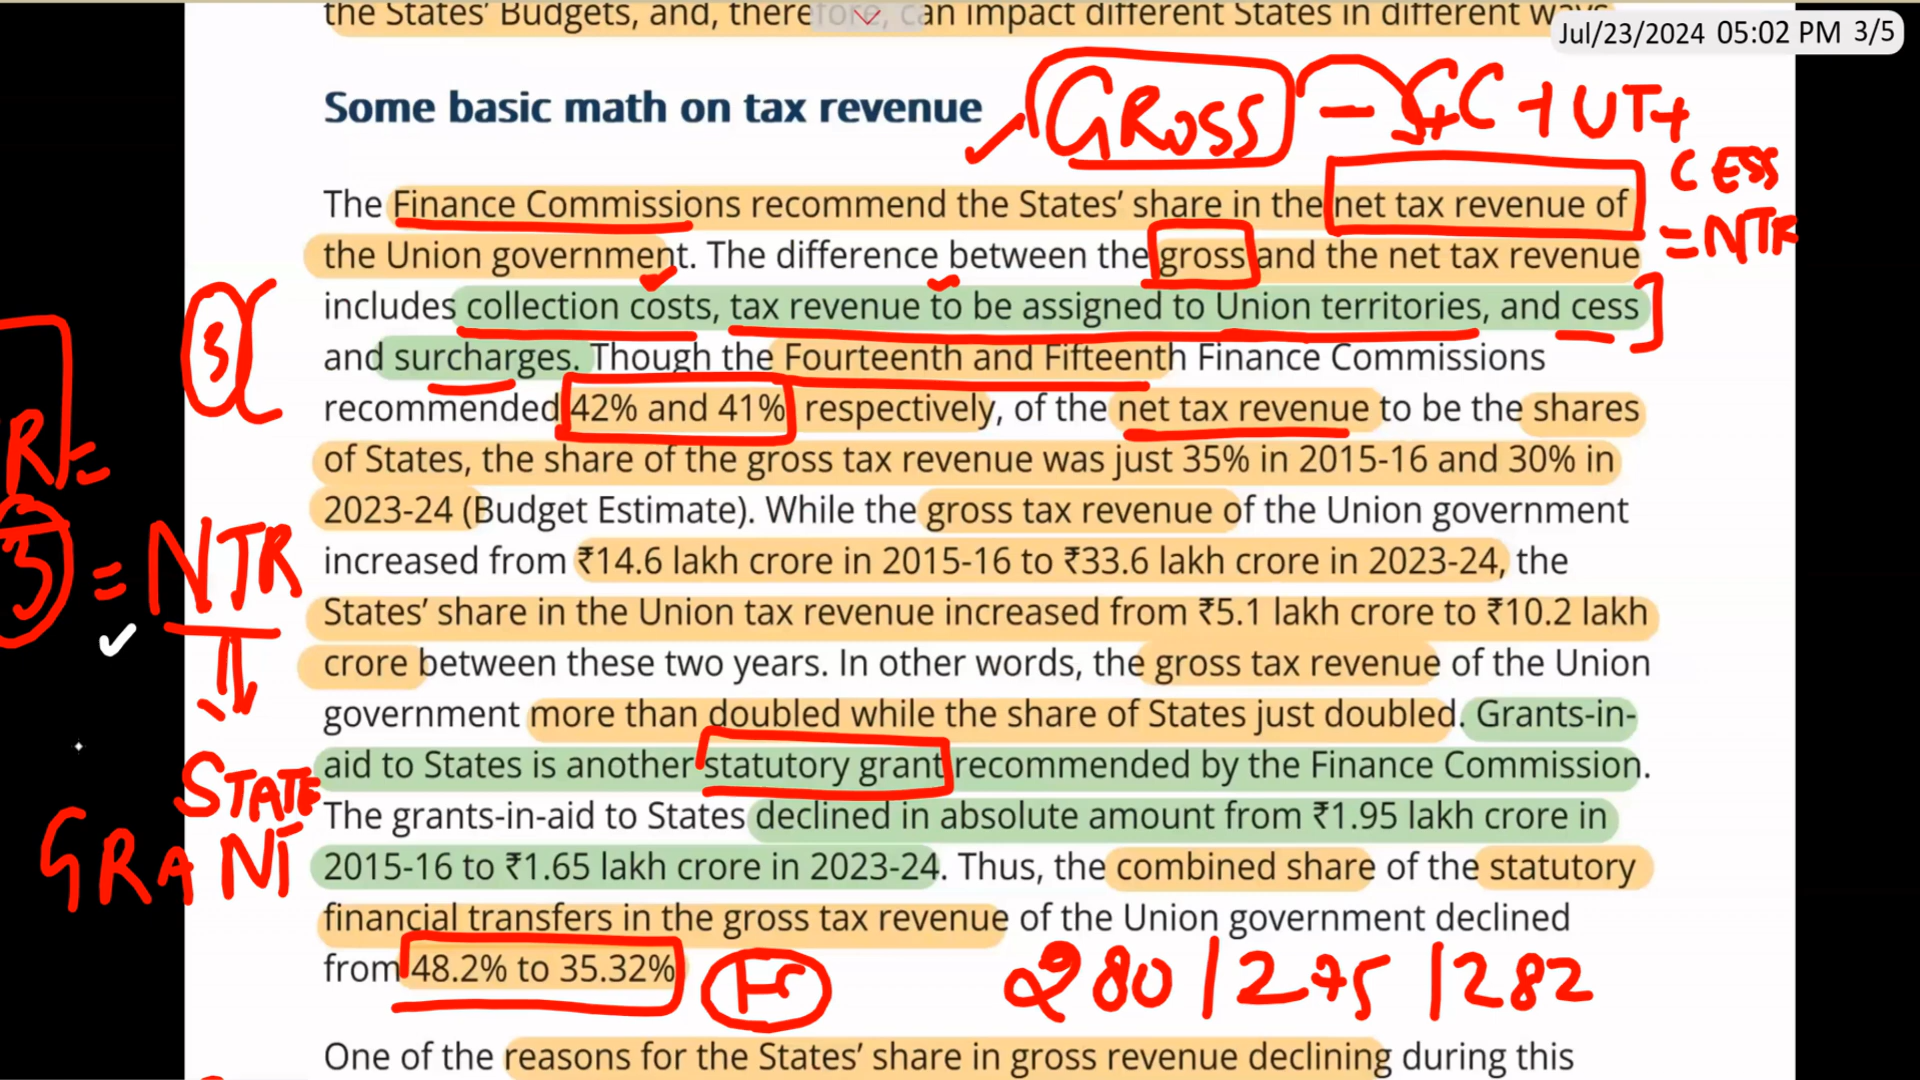 the States' Budgets, and, therefore, can impact different States in different ways
Jul/23/2024 05:02 PM 3/5
Some basic math on tax revenue
GROSS - CC + UT +
CESS
= NTR
The Finance Commissions recommend the States' share in the net tax revenue of
the Union government. The difference between the gross and the net tax revenue
includes collection costs, tax revenue to be assigned to Union territories, and cess
and surcharges. Though the Fourteenth and Fifteenth Finance Commissions
recommended 42% and 41% respectively, of the net tax revenue to be the shares
of States, the share of the gross tax revenue was just 35% in 2015-16 and 30% in
2023-24 (Budget Estimate). While the gross tax revenue of the Union government
increased from ₹14.6 lakh crore in 2015-16 to ₹33.6 lakh crore in 2023-24, the
States' share in the Union tax revenue increased from ₹5.1 lakh crore to ₹10.2 lakh
crore between these two years. In other words, the gross tax revenue of the Union
government more than doubled while the share of States just doubled. Grants-in-
aid to States is another statutory grant recommended by the Finance Commission.
The grants-in-aid to States declined in absolute amount from ₹1.95 lakh crore in
2015-16 to ₹1.65 lakh crore in 2023-24. Thus, the combined share of the statutory
financial transfers in the gross tax revenue of the Union government declined
from 48.2% to 35.32%
280 | 275 | 282
One of the reasons for the States' share in gross revenue declining during this
3
R =
= NTR
STATE
GRANT